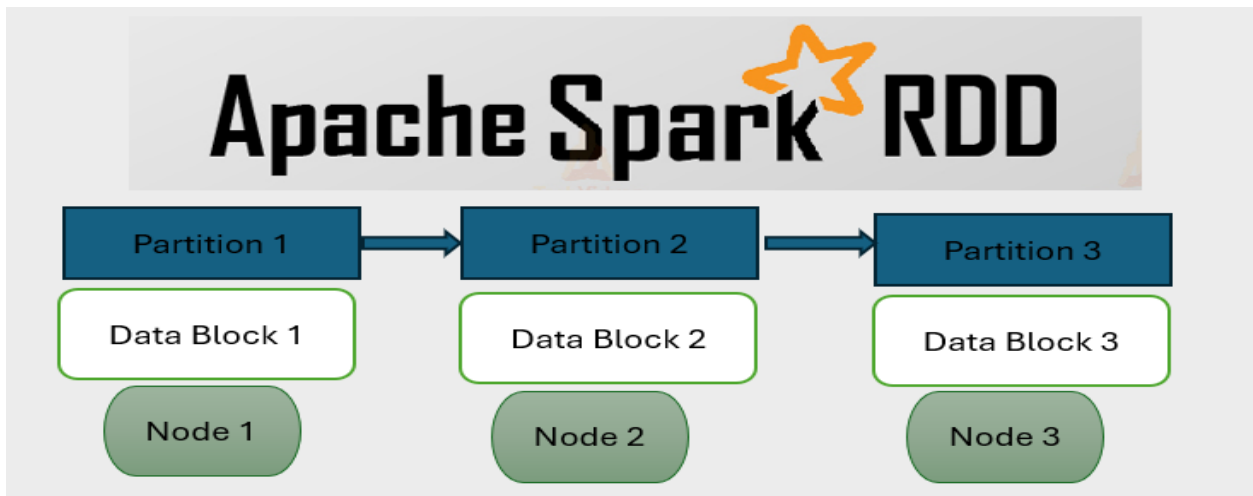 Apache Spark RDD
Partition 1
Partition 2
Partition 3
Data Block 1
Data Block 2
Data Block 3
Node 1
Node 2
Node 3